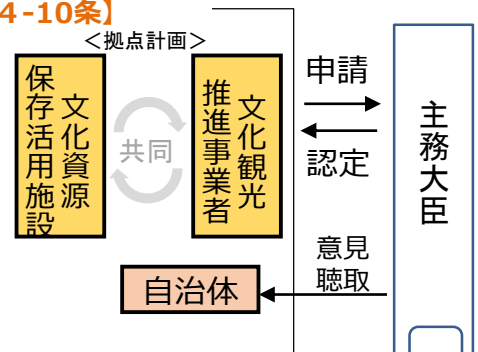 ４-10条】
＜拠点計画＞
文化資源
保存活用施設
共同
文化観光
推進事業者
申請
認定
主務大臣
意見
聴取
自治体